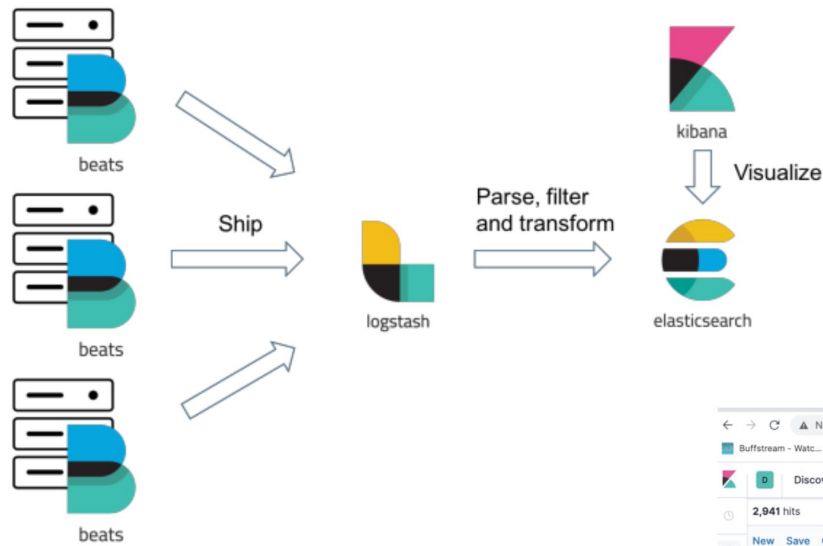 beats
beats
beats
Ship
logstash
Parse, filter
and transform
kibana
Visualize
elasticsearch
N
Buffstream - Watc...
D
Discov
2,941 hits
New Save